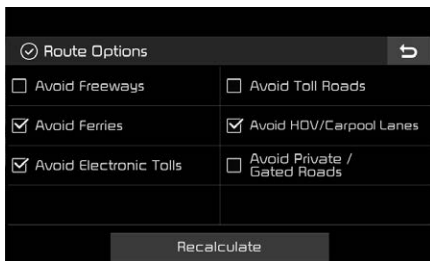 Route Options
Avoid Freeways
Avoid Toll Roads
Avoid Ferries
Avoid HOV/Carpool Lanes
Avoid Electronic Tolls
Avoid Private /
Gated Roads
Recalculate